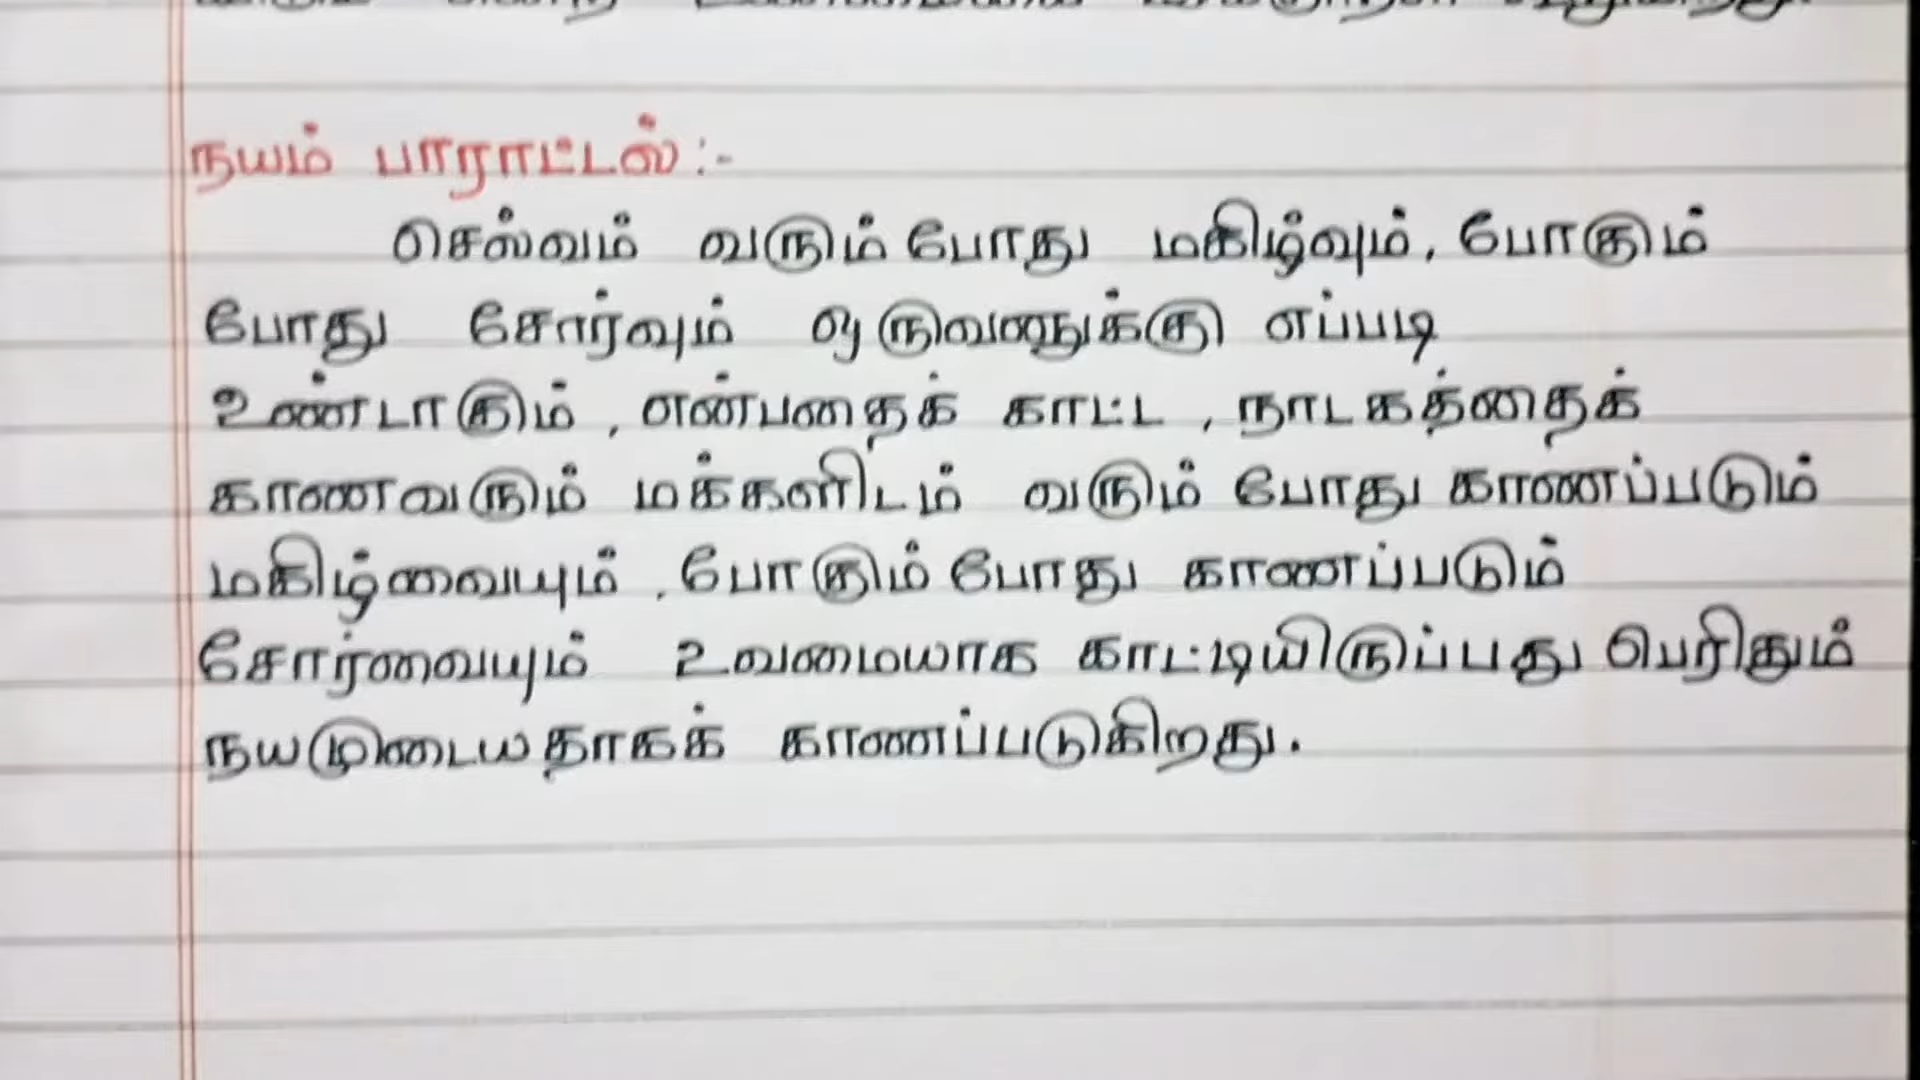 நயம் பாராட்டல் :-
செல்வம் வரும்போது மகிழ்வும், போகும்
போது சோர்வும் ஒருவனுக்கு எப்படி
உண்டாகும், என்பதைக் காட்ட , நாடகத்தைக்
காணவரும் மக்களிடம் வரும் போது காணப்படும்
மகிழ்வையும் , போகும்போது காணப்படும்
சோர்வையும் உவமையாக காட்டியிருப்பது பெரிதும்
நயமுடையதாகக் காணப்படுகிறது.